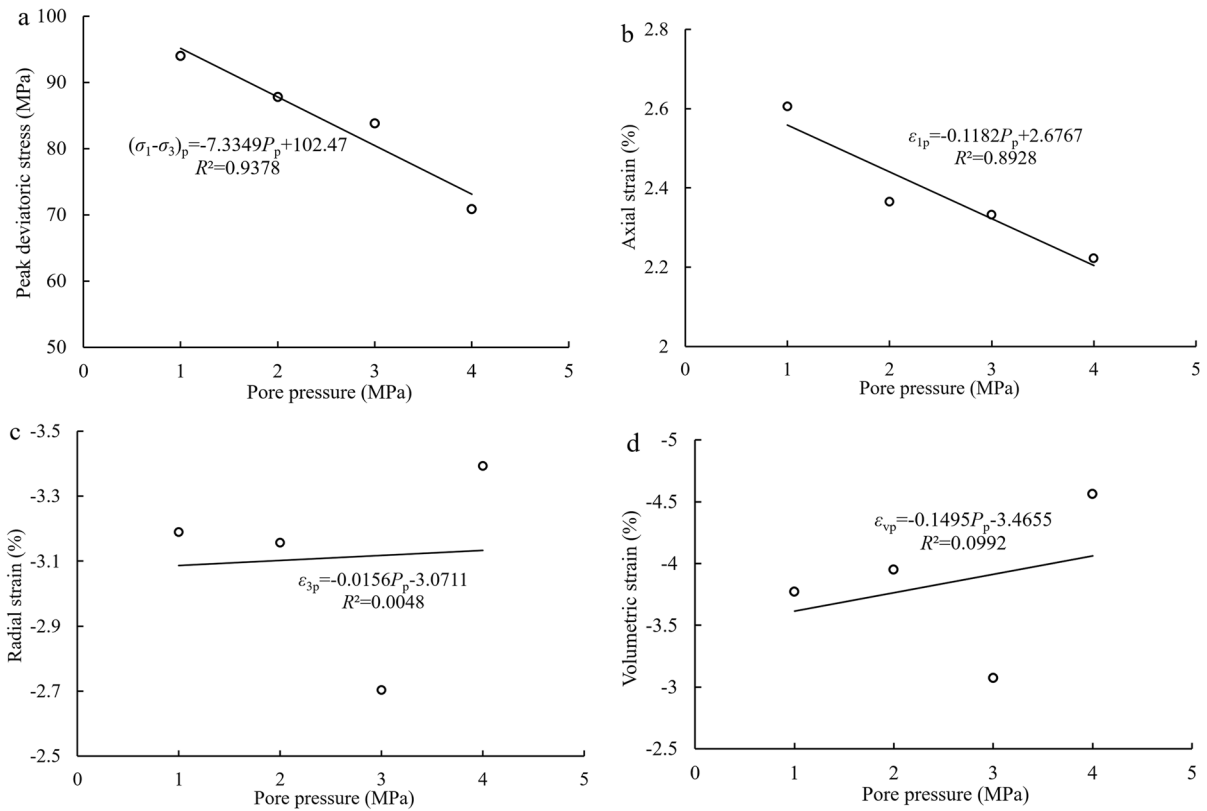 a
100
90
80
70
60
50
Peak deviatoric stress (MPa)
(σ₁-σ₃)ₚ=-7.3349Pₚ+102.47
R²=0.9378
0 1 2 3 4 5
Pore pressure (MPa)
b
2.8
2.6
2.4
2.2
2
Axial strain (%)
ε₁ₚ=-0.1182Pₚ+2.6767
R²=0.8928
0 1 2 3 4 5
Pore pressure (MPa)
c
-3.5
-3.3
-3.1
-2.9
-2.7
-2.5
Radial strain (%)
ε₃ₚ=-0.0156Pₚ-3.0711
R²=0.0048
0 1 2 3 4 5
Pore pressure (MPa)
d
-5
-4.5
-4
-3.5
-3
-2.5
Volumetric strain (%)
εᵥₚ=-0.1495Pₚ-3.4655
R²=0.0992
0 1 2 3 4 5
Pore pressure (MPa)